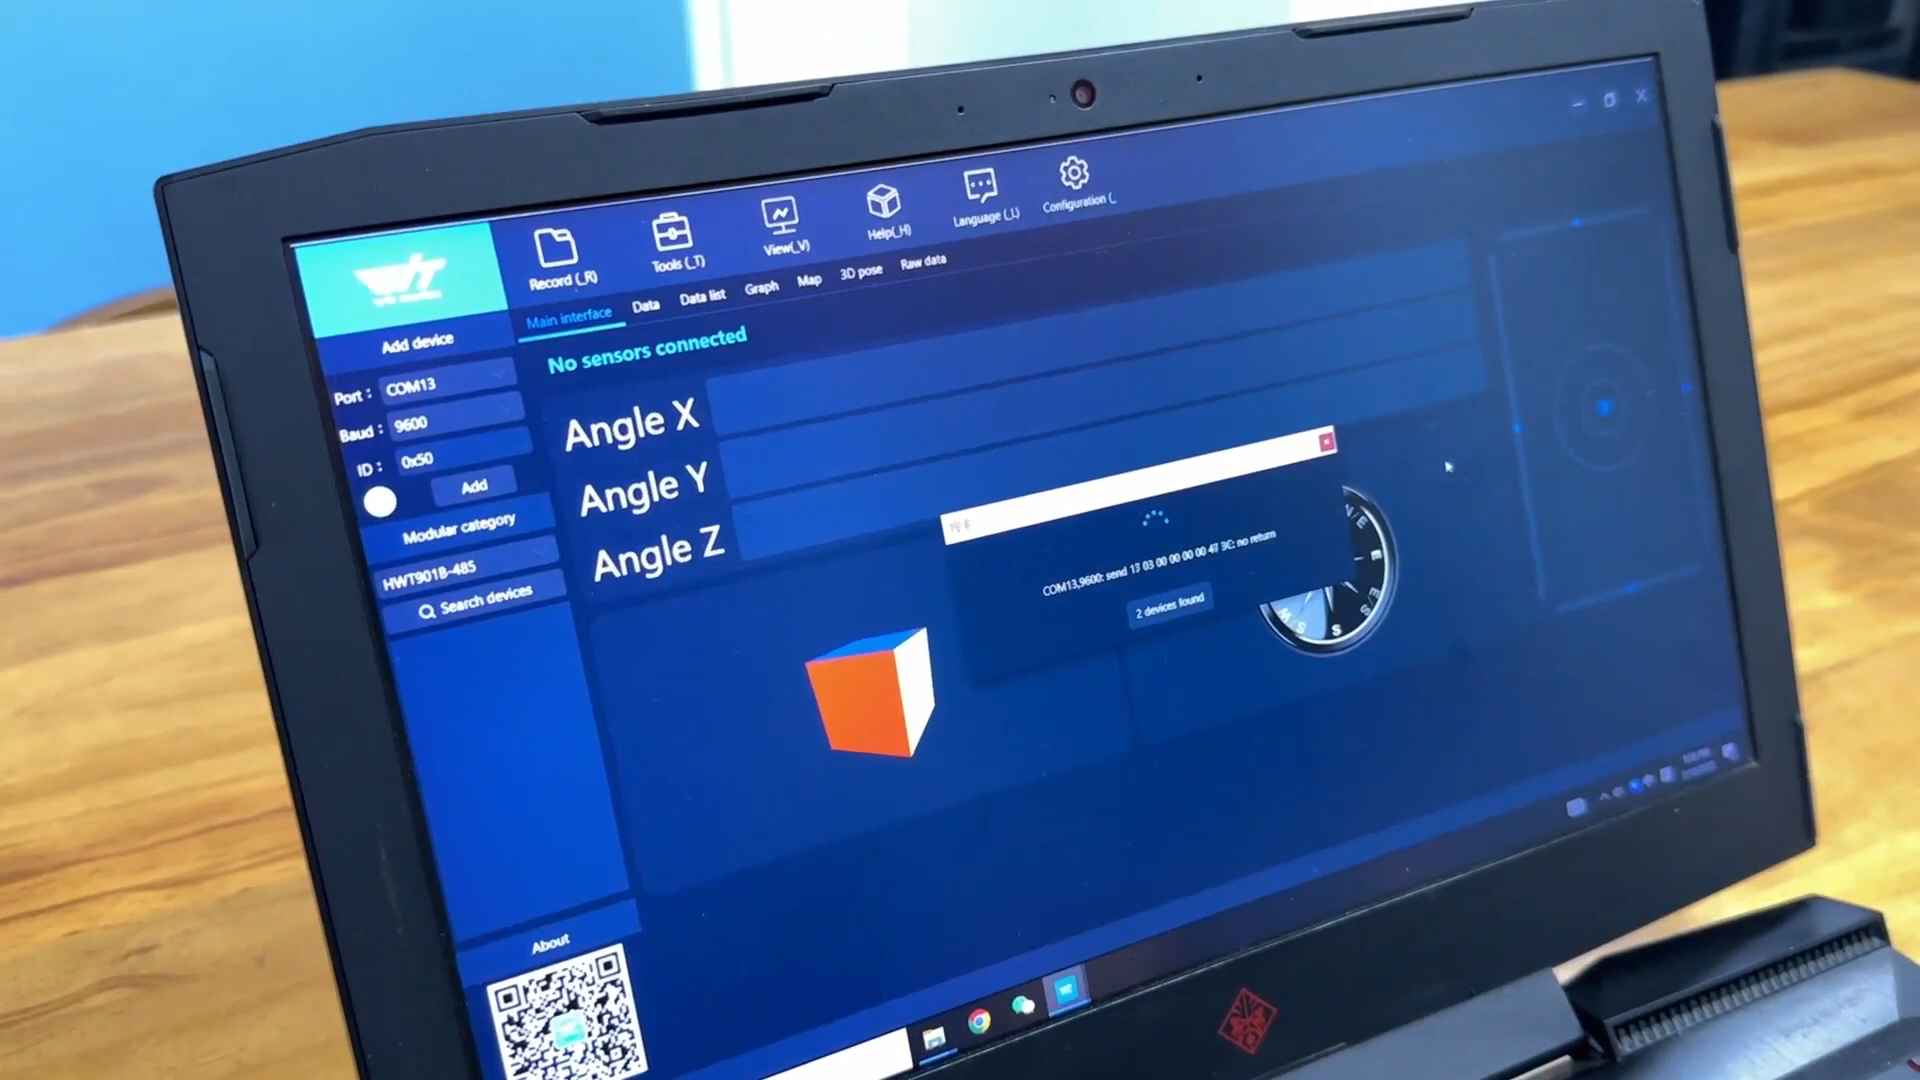 Record (_R)
Tools (_T)
View(_V)
Help(_H)
Language (_L)
Configuration (_
Main interface
Data
Data list
Graph
Map
3D pose
Raw data
No sensors connected
Add device
Port :
COM13
Baud :
9600
ID :
0x50
Add
Modular category
HWT901B-485
Search devices
Angle X
Angle Y
Angle Z
COM13,9600: send 13 03 00 00 00 00 47 3C: no return
2 devices found
E
S
About